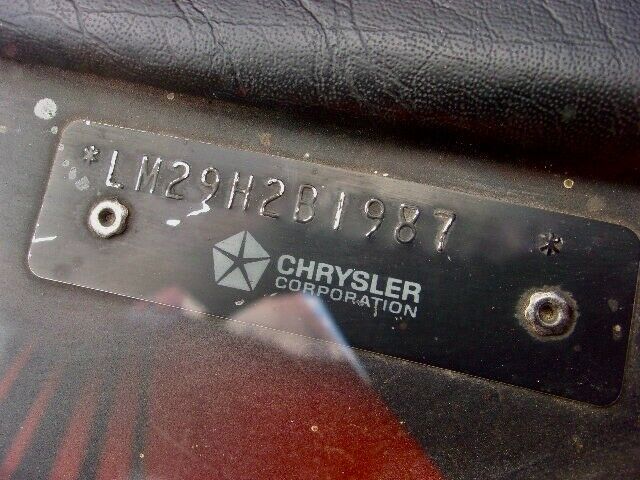 *LM29H2B1987 *
CHRYSLER
CORPORATION